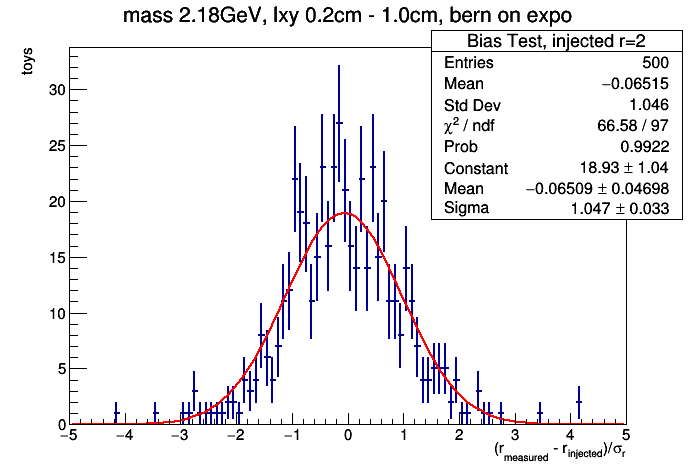 mass 2.18GeV, lxy 0.2cm - 1.0cm, bern on expo
Bias Test, injected r=2
Entries 500
Mean −0.06515
Std Dev 1.046
χ² / ndf 66.58 / 97
Prob 0.9922
Constant 18.93 ± 1.04
Mean −0.06509 ± 0.04698
Sigma 1.047 ± 0.033
toys
30
25
20
15
10
5
0
−5 −4 −3 −2 −1 0 1 2 3 4 5
(r_measured - r_injected)/σ_r